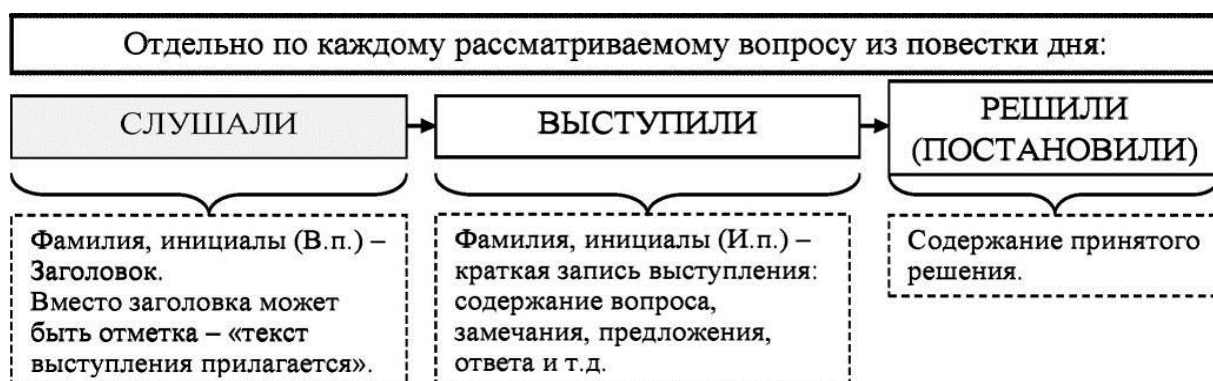 Отдельно по каждому рассматриваемому вопросу из повестки дня:
СЛУШАЛИ
ВЫСТУПИЛИ
РЕШИЛИ
(ПОСТАНОВИЛИ)
Фамилия, инициалы (В.п.) –
Заголовок.
Вместо заголовка может
быть отметка – «текст
выступления прилагается».
Фамилия, инициалы (И.п.) –
краткая запись выступления:
содержание вопроса,
замечания, предложения,
ответа и т.д.
Содержание принятого
решения.